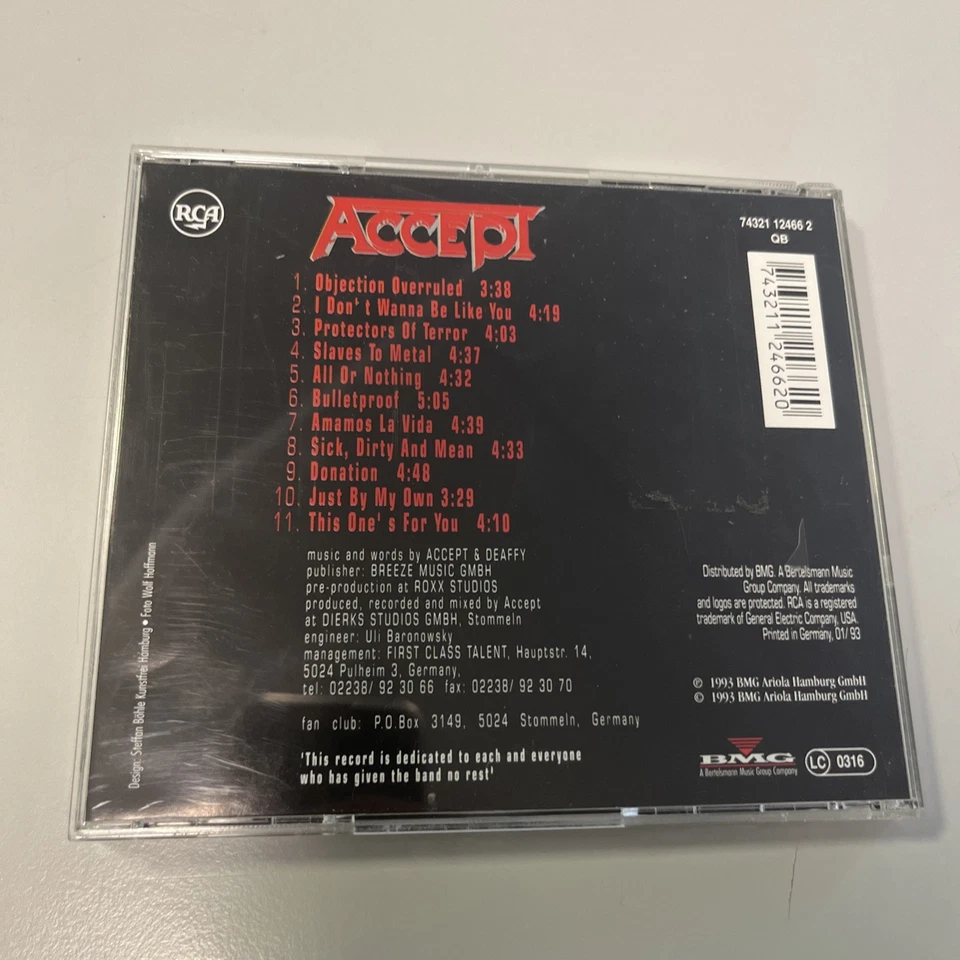 RCA
ACCEPT
74321 12466 2
QB
743211246620
1. Objection Overruled 3:38
2. I Don't Wanna Be Like You 4:19
3. Protectors Of Terror 4:03
4. Slaves To Metal 4:37
5. All Or Nothing 4:32
6. Bulletproof 5:05
7. Amamos La Vida 4:39
8. Sick, Dirty And Mean 4:33
9. Donation 4:48
10. Just By My Own 3:29
11. This One's For You 4:10
music and words by ACCEPT & DEAFFY
publisher: BREEZE MUSIC GMBH
pre-production at ROXX STUDIOS
produced, recorded and mixed by Accept
at DIERKS STUDIOS GMBH, Stommeln
engineer: Uli Baronowsky
management: FIRST CLASS TALENT, Hauptstr. 14,
5024 Pulheim 3, Germany,
tel: 02238/ 92 30 66 fax: 02238/ 92 30 70
fan club: P.O.Box 3149, 5024 Stommeln, Germany
'This record is dedicated to each and everyone
who has given the band no rest'
Design: Steffan Böhle Kunstfrei Hamburg • Foto Wolf Hoffmann
Distributed by BMG. A Bertelsmann Music
Group Company. All trademarks
and logos are protected. RCA is a registered
trademark of General Electric Company, USA.
Printed in Germany, 01/ 93
℗ 1993 BMG Ariola Hamburg GmbH
© 1993 BMG Ariola Hamburg GmbH
BMG
A Bertelsmann Music Group Company
LC 0316